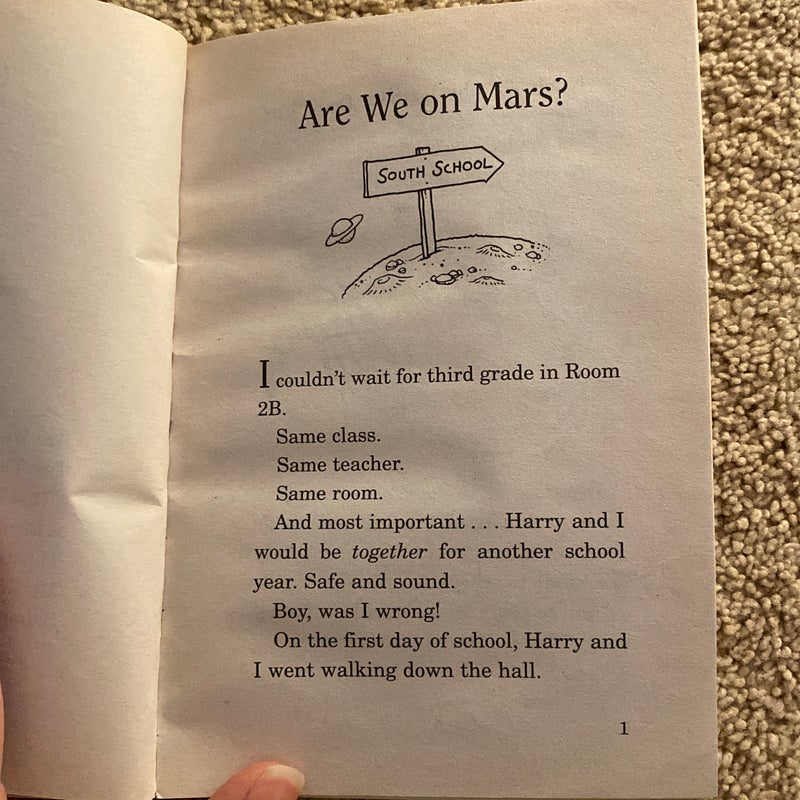 Are We on Mars?
SOUTH SCHOOL
I couldn't wait for third grade in Room
2B.
Same class.
Same teacher.
Same room.
And most important . . . Harry and I
would be together for another school
year. Safe and sound.
Boy, was I wrong!
On the first day of school, Harry and
I went walking down the hall.
1